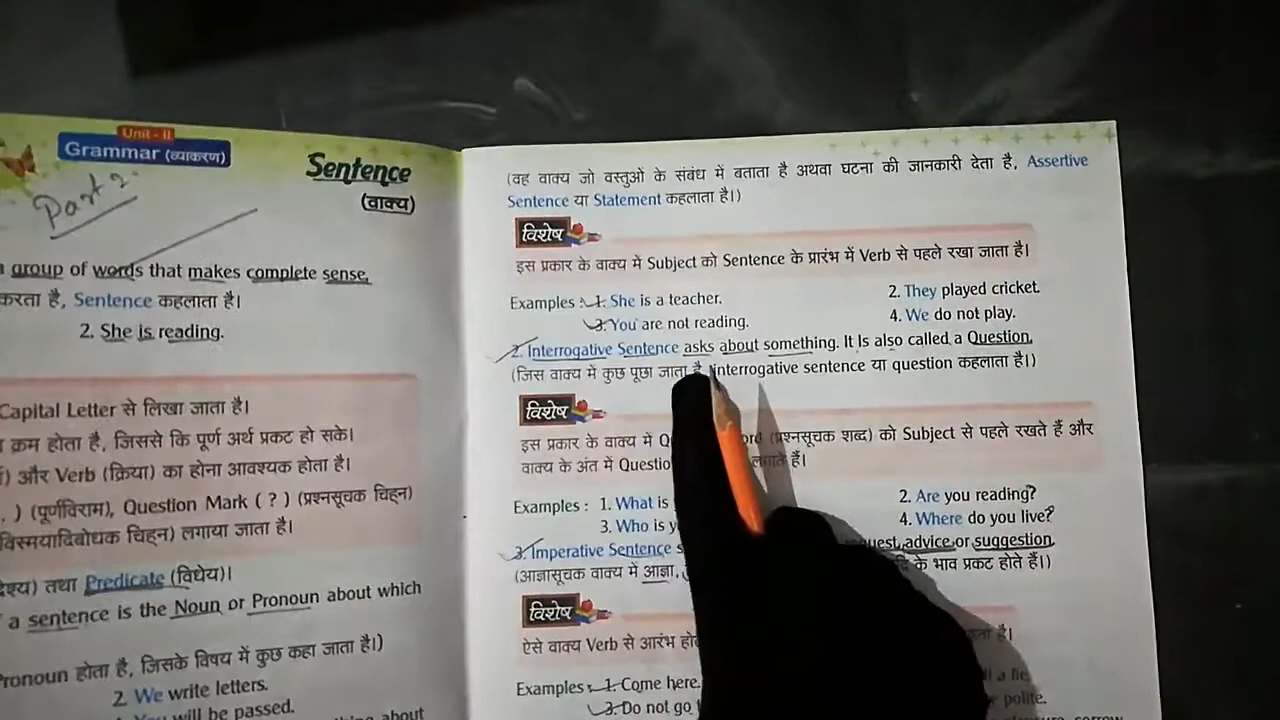 Unit - II
Grammar (व्याकरण)
Part 2
Sentence
(वाक्य)
a group of words that makes complete sense.
करता है, Sentence कहलाता है।
2. She is reading.
Capital Letter से लिखा जाता है।
क्रम होता है, जिससे कि पूर्ण अर्थ प्रकट हो सके।
) और Verb (क्रिया) का होना आवश्यक होता है।
. ) (पूर्णविराम), Question Mark ( ? ) (प्रश्नसूचक चिह्न)
विस्मयादिबोधक चिह्न) लगाया जाता है।
तथा Predicate (विधेय)।
a sentence is the Noun or Pronoun about which
Pronoun होता है, जिसके विषय में कुछ कहा जाता है।)
2. We write letters.
You will be passed.
about
(वह वाक्य जो वस्तुओं के संबंध में बताता है अथवा घटना की जानकारी देता है, Assertive
Sentence या Statement कहलाता है।)
विशेष
इस प्रकार के वाक्य में Subject को Sentence के प्रारंभ में Verb से पहले रखा जाता है।
Examples : 1. She is a teacher. 2. They played cricket.
3. You are not reading. 4. We do not play.
2. Interrogative Sentence asks about something. It Is also called a Question.
(जिस वाक्य में कुछ पूछा जाता है, Interrogative sentence या question कहलाता है।)
विशेष
इस प्रकार के वाक्य में (प्रश्नसूचक शब्द) को Subject से पहले रखते हैं और
वाक्य के अंत में लगाते हैं।
Examples : 1. What is 2. Are you reading?
3. Who is 4. Where do you live?
3. Imperative Sentence advice or suggestion.
(आज्ञासूचक वाक्य में आज्ञा, के भाव प्रकट होते हैं।)
विशेष
ऐसे वाक्य Verb से आरंभ है।
Examples : 1. Come here. a lie.
3. Do not go polite.